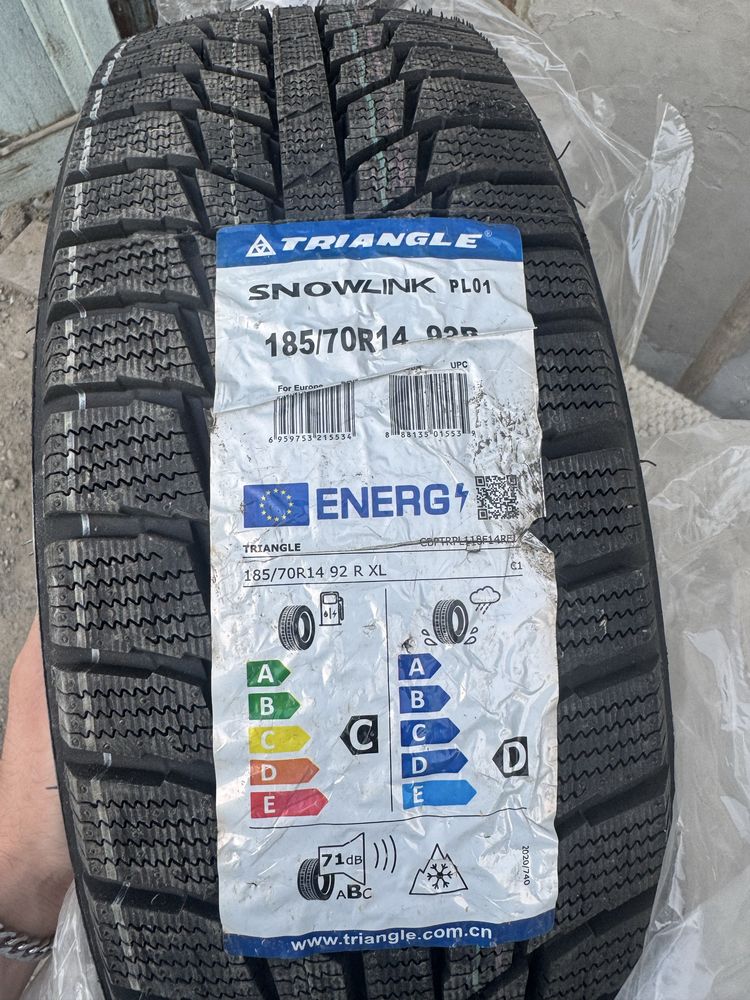 TRIANGLE®
SNOWLINK PL01
185/70R14 92R
For Europe
UPC
6 959753 215534
8 88135 01553 9
ENERG
TRIANGLE
185/70R14 92 R XL
C1
A
B
C
D
E
C
A
B
C
D
E
D
71dB
ABC
2020/740
www.triangle.com.cn